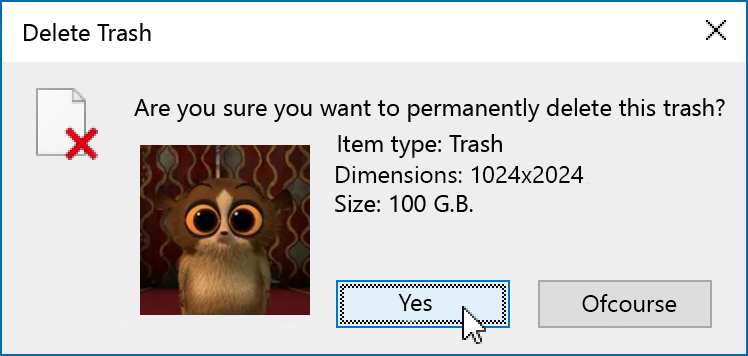 Delete Trash
Are you sure you want to permanently delete this trash?
Item type: Trash
Dimensions: 1024x2024
Size: 100 G.B.
Yes
Ofcourse